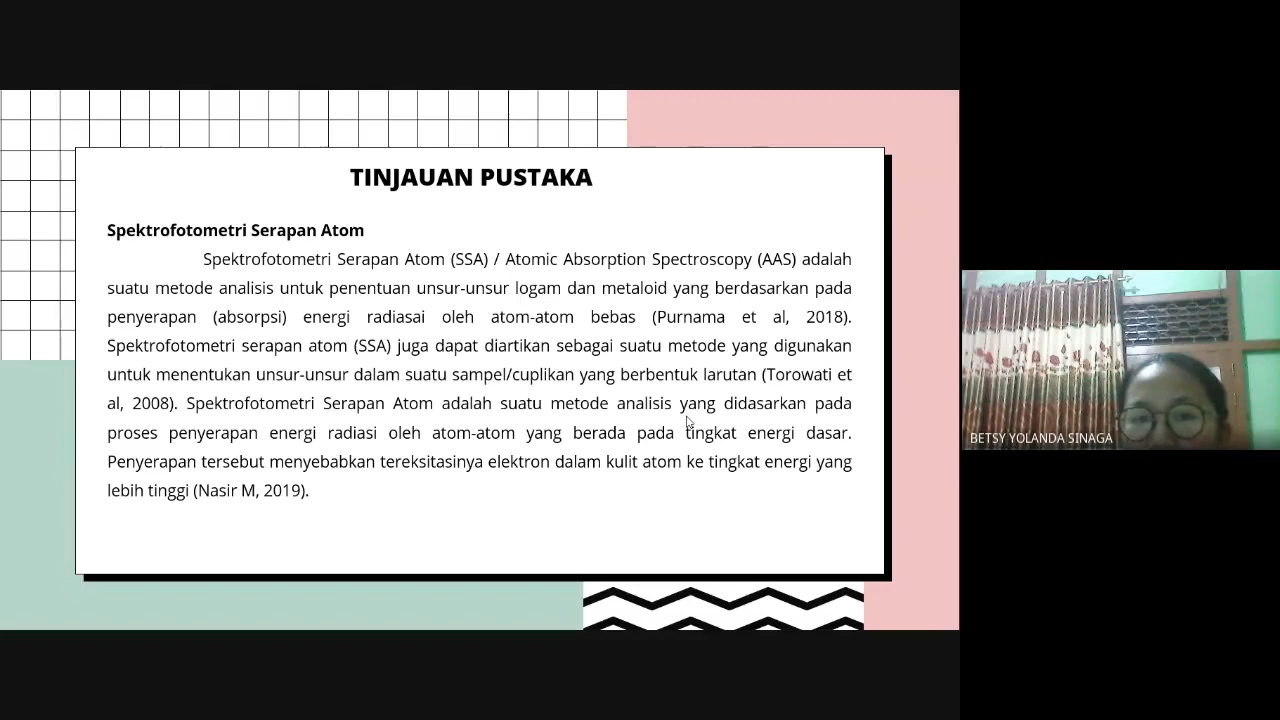 TINJAUAN PUSTAKA
Spektrofotometri Serapan Atom
Spektrofotometri Serapan Atom (SSA) / Atomic Absorption Spectroscopy (AAS) adalah
suatu metode analisis untuk penentuan unsur-unsur logam dan metaloid yang berdasarkan pada
penyerapan (absorpsi) energi radiasai oleh atom-atom bebas (Purnama et al, 2018).
Spektrofotometri serapan atom (SSA) juga dapat diartikan sebagai suatu metode yang digunakan
untuk menentukan unsur-unsur dalam suatu sampel/cuplikan yang berbentuk larutan (Torowati et
al, 2008). Spektrofotometri Serapan Atom adalah suatu metode analisis yang didasarkan pada
proses penyerapan energi radiasi oleh atom-atom yang berada pada tingkat energi dasar.
Penyerapan tersebut menyebabkan tereksitasinya elektron dalam kulit atom ke tingkat energi yang
lebih tinggi (Nasir M, 2019).
BETSY YOLANDA SINAGA